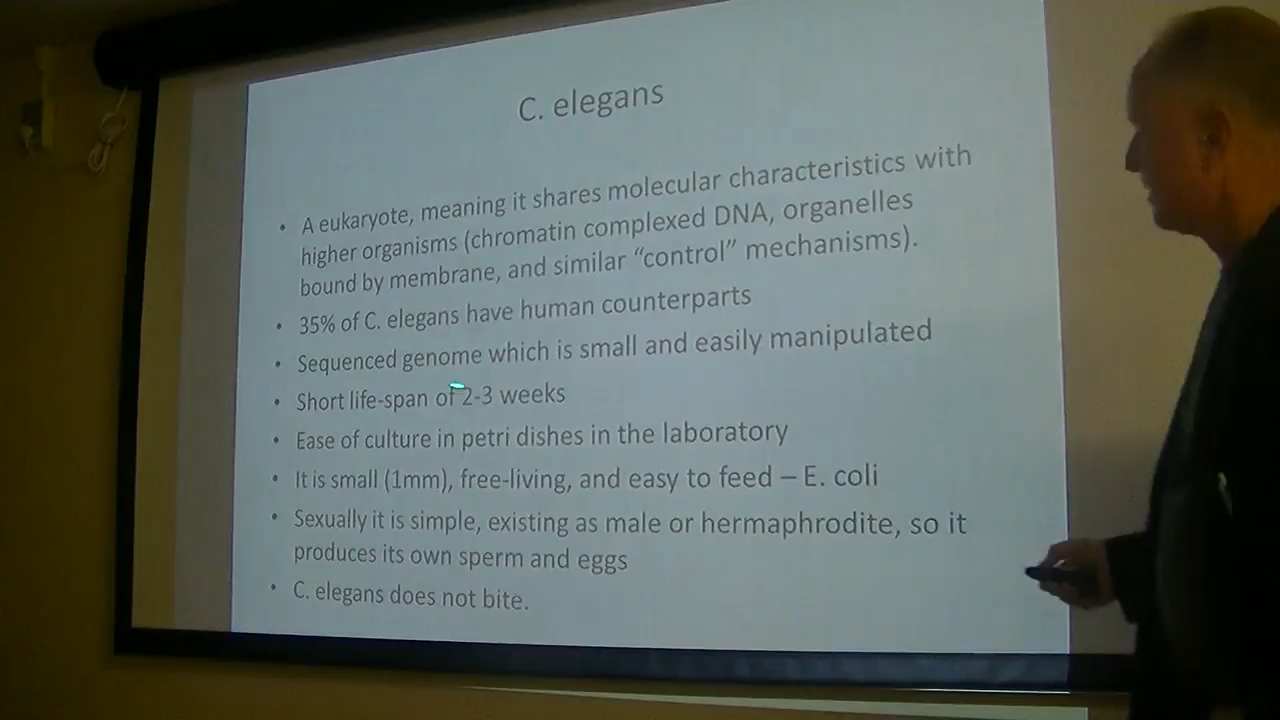 C. elegans
• A eukaryote, meaning it shares molecular characteristics with
higher organisms (chromatin complexed DNA, organelles
bound by membrane, and similar “control” mechanisms).
• 35% of C. elegans have human counterparts
• Sequenced genome which is small and easily manipulated
• Short life-span of 2-3 weeks
• Ease of culture in petri dishes in the laboratory
• It is small (1mm), free-living, and easy to feed – E. coli
• Sexually it is simple, existing as male or hermaphrodite, so it
produces its own sperm and eggs
• C. elegans does not bite.